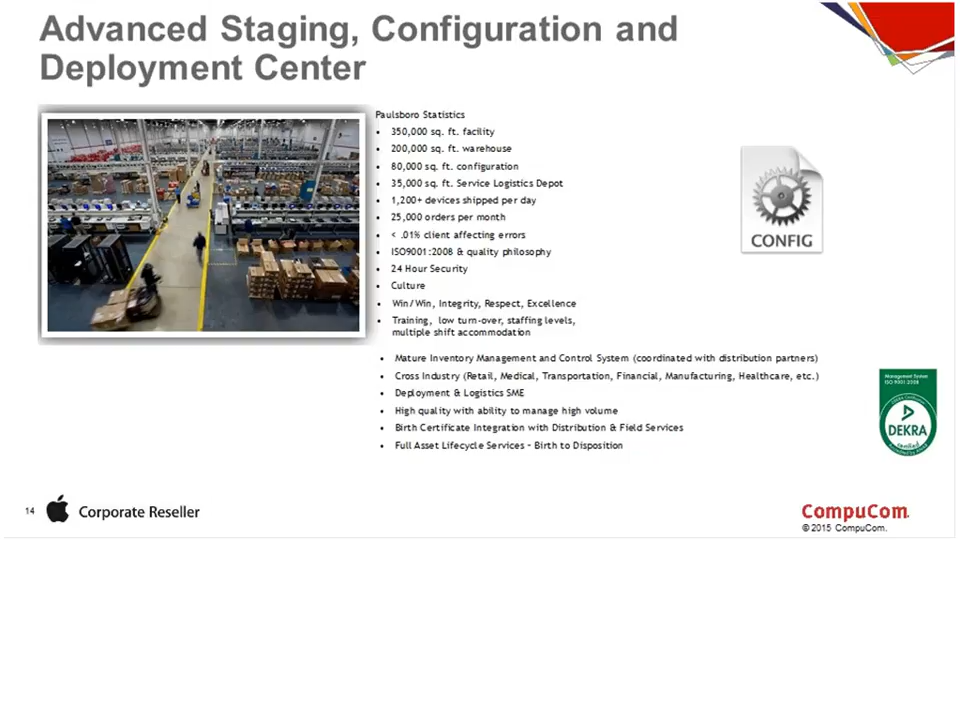 Advanced Staging, Configuration and
Deployment Center
Paulsboro Statistics
• 350,000 sq. ft. facility
• 200,000 sq. ft. warehouse
• 80,000 sq. ft. configuration
• 35,000 sq. ft. Service Logistics Depot
• 1,200+ devices shipped per day
• 25,000 orders per month
• < .01% client affecting errors
• ISO9001:2008 & quality philosophy
• 24 Hour Security
• Culture
• Win/Win, Integrity, Respect, Excellence
• Training, low turn-over, staffing levels,
multiple shift accommodation
• Mature Inventory Management and Control System (coordinated with distribution partners)
• Cross Industry (Retail, Medical, Transportation, Financial, Manufacturing, Healthcare, etc.)
• Deployment & Logistics SME
• High quality with ability to manage high volume
• Birth Certificate Integration with Distribution & Field Services
• Full Asset Lifecycle Services – Birth to Disposition
CONFIG
Management System
ISO 9001:2008
DEKRA
certified
14
Corporate Reseller
CompuCom.
© 2015 CompuCom.